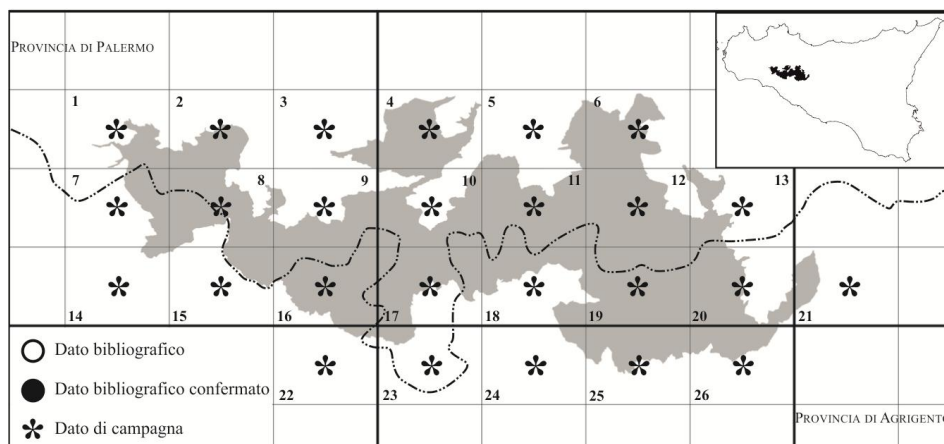 PROVINCIA DI PALERMO
1 2 3 4 5 6
7 8 9 10 11 12 13
14 15 16 17 18 19 20 21
Dato bibliografico
Dato bibliografico confermato
22 23 24 25 26
Dato di campagna
PROVINCIA DI AGRIGENTO